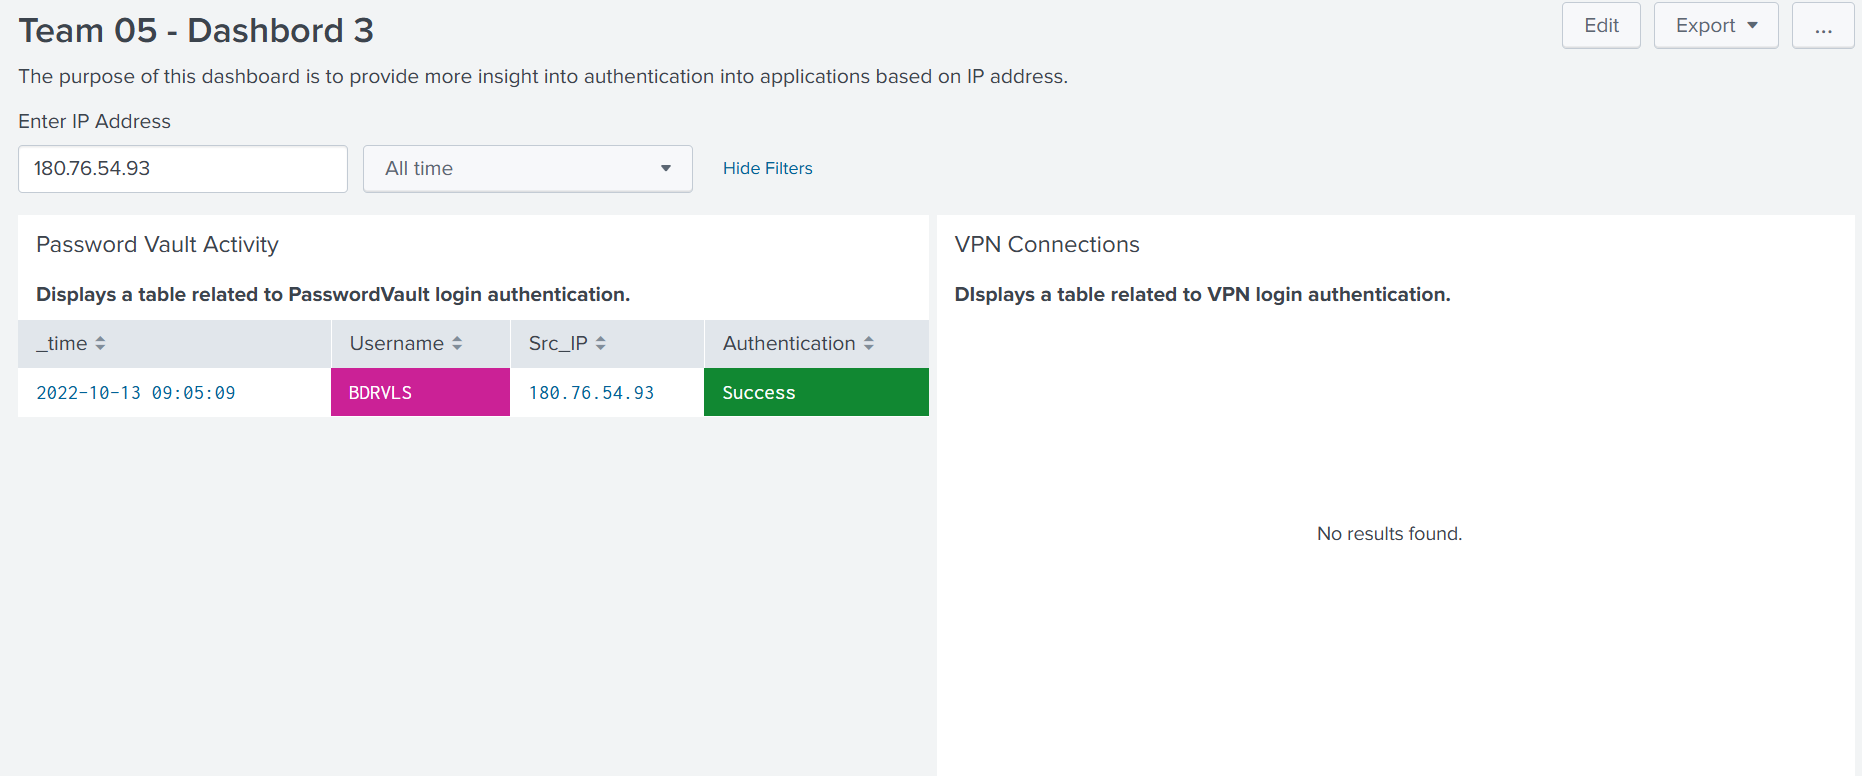 Team 05 - Dashbord 3
Edit
Export
...
The purpose of this dashboard is to provide more insight into authentication into applications based on IP address.
Enter IP Address
180.76.54.93
All time
Hide Filters
Password Vault Activity
Displays a table related to PasswordVault login authentication.
_time
Username
Src_IP
Authentication
2022-10-13 09:05:09
BDRVLS
180.76.54.93
Success
VPN Connections
DIsplays a table related to VPN login authentication.
No results found.